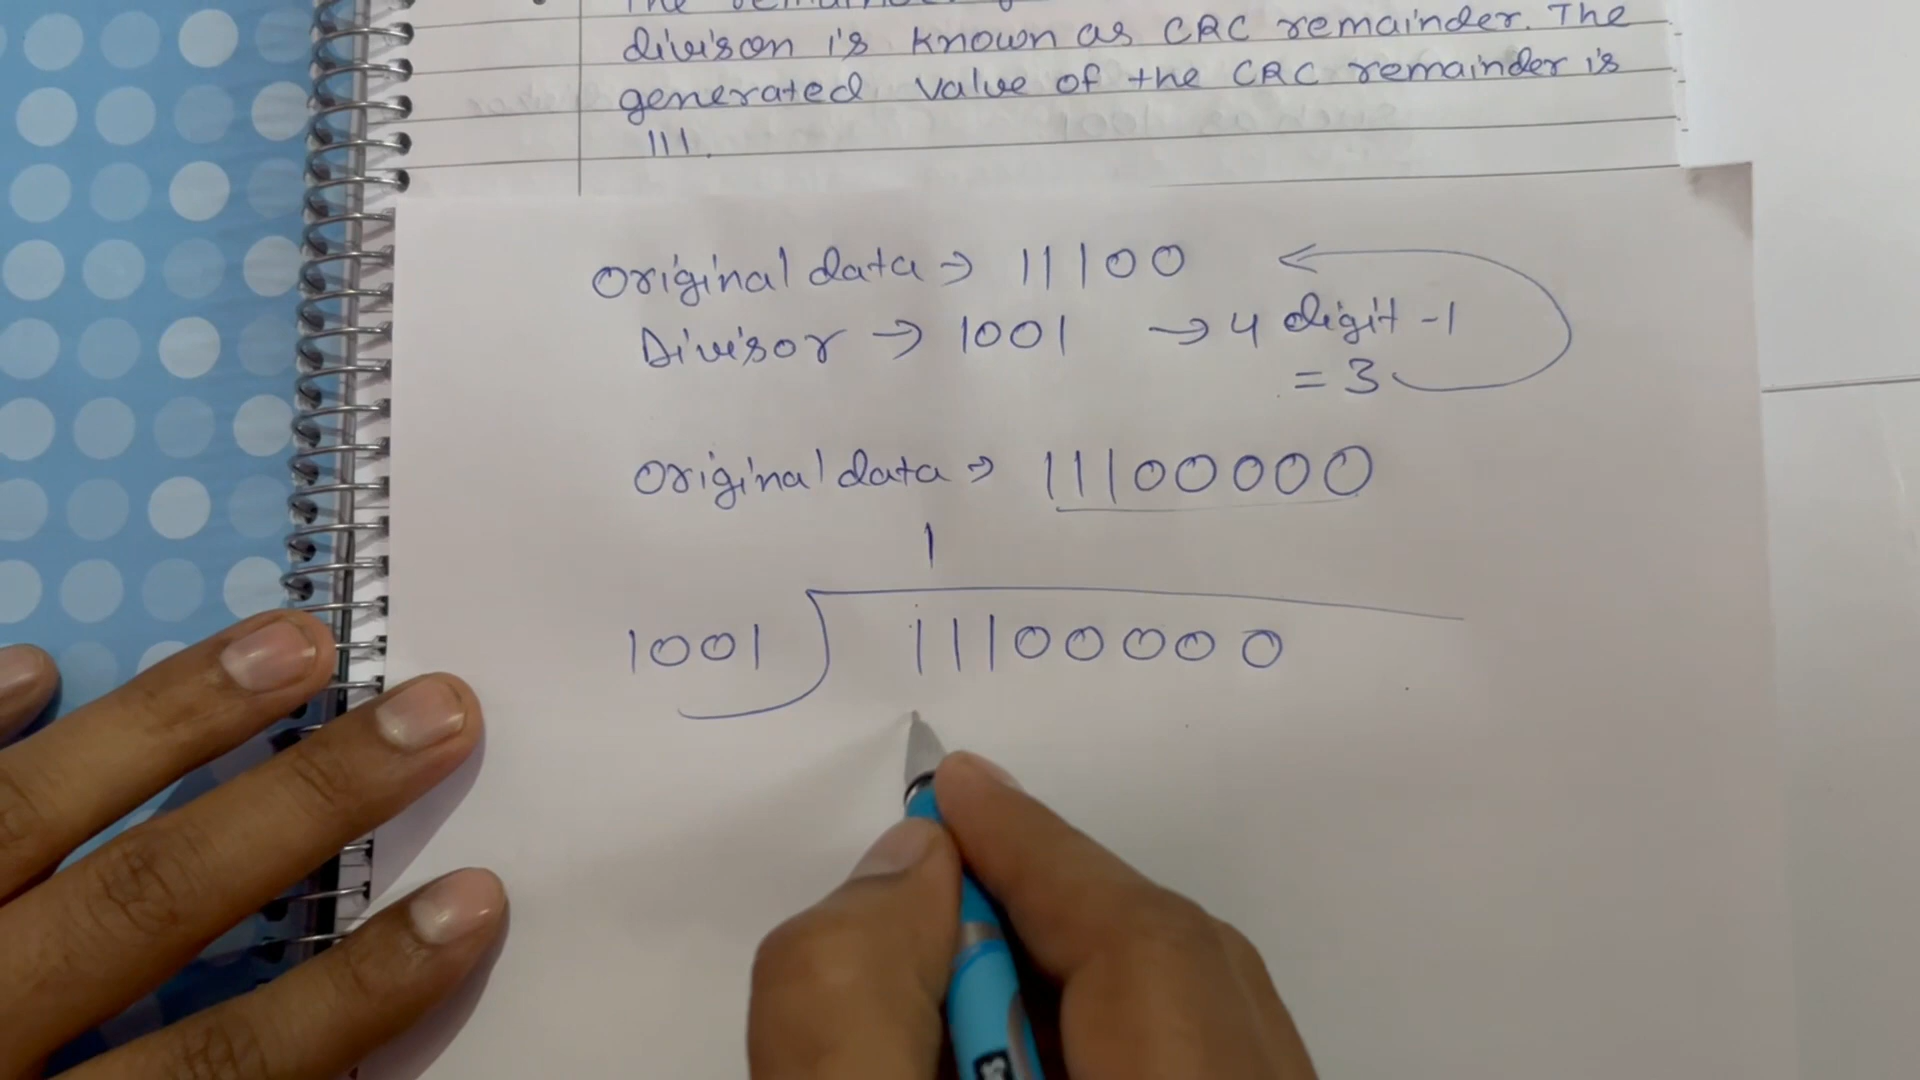 divison is known as CRC remainder. The
generated value of the CRC remainder is
111.
Original data → 11100
Divisor → 1001 → 4 digit - 1
= 3
Original data → 11100000
1
1001 11100000